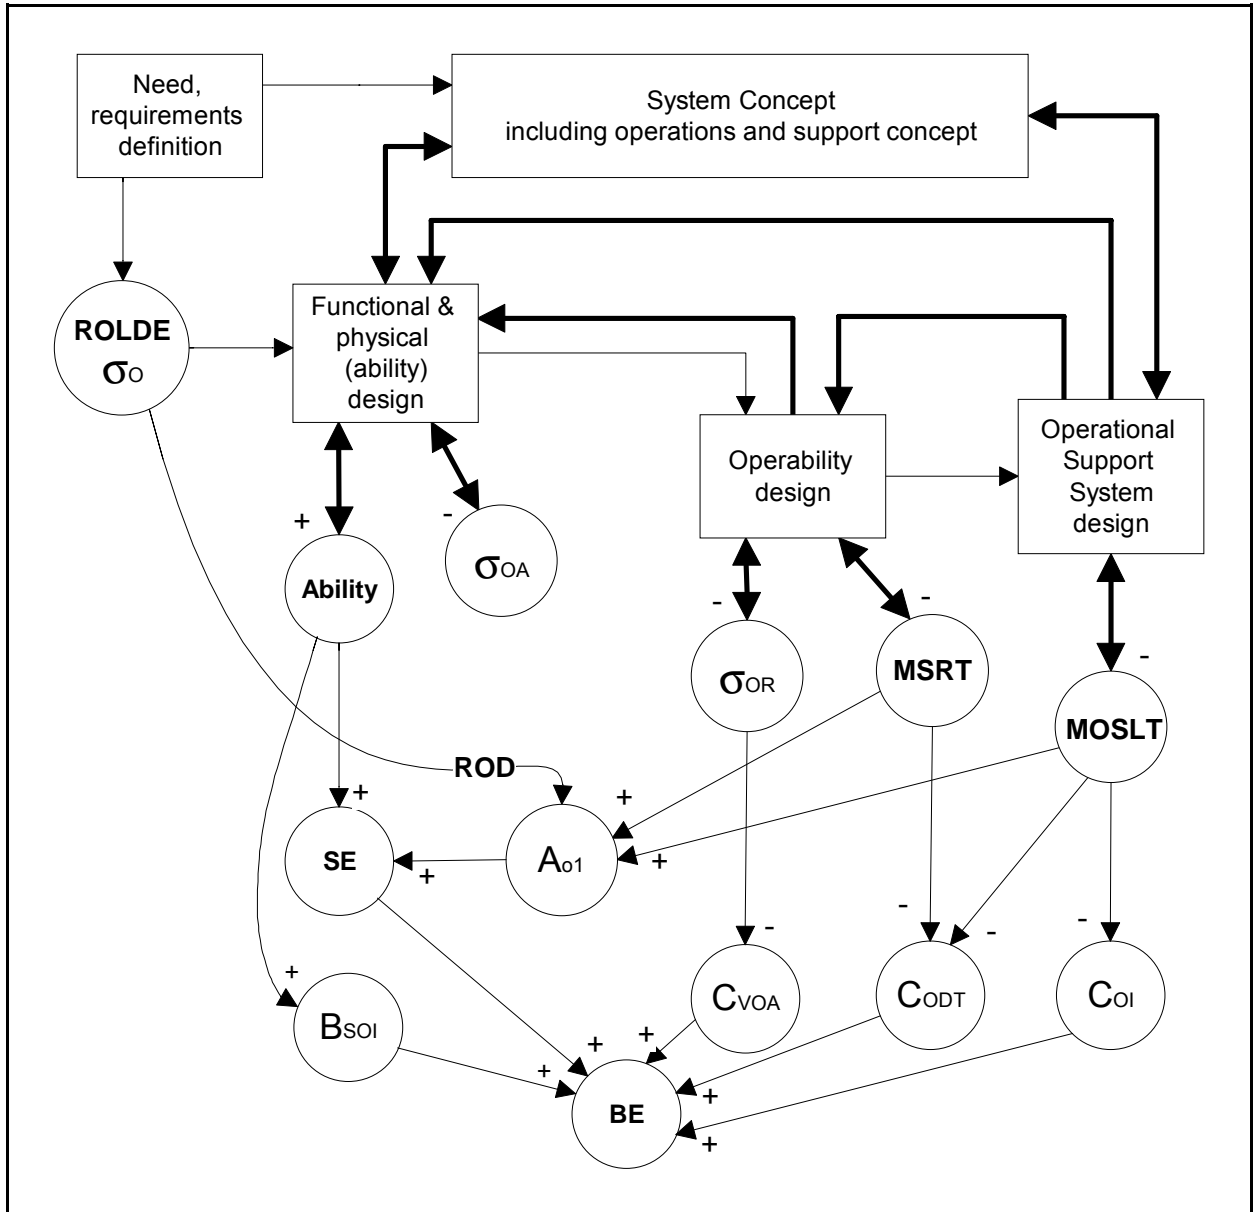 Need,
requirements
definition
System Concept
including operations and support concept
ROLDE
σO
Functional &
physical
(ability)
design
Operability
design
Operational
Support
System
design
+
-
Ability
σOA
-
-
-
σOR
MSRT
MOSLT
ROD
+
+
+
+
SE
Ao1
-
-
-
-
+
BSOI
CVOA
CODT
COI
+
+
+
+
+
BE